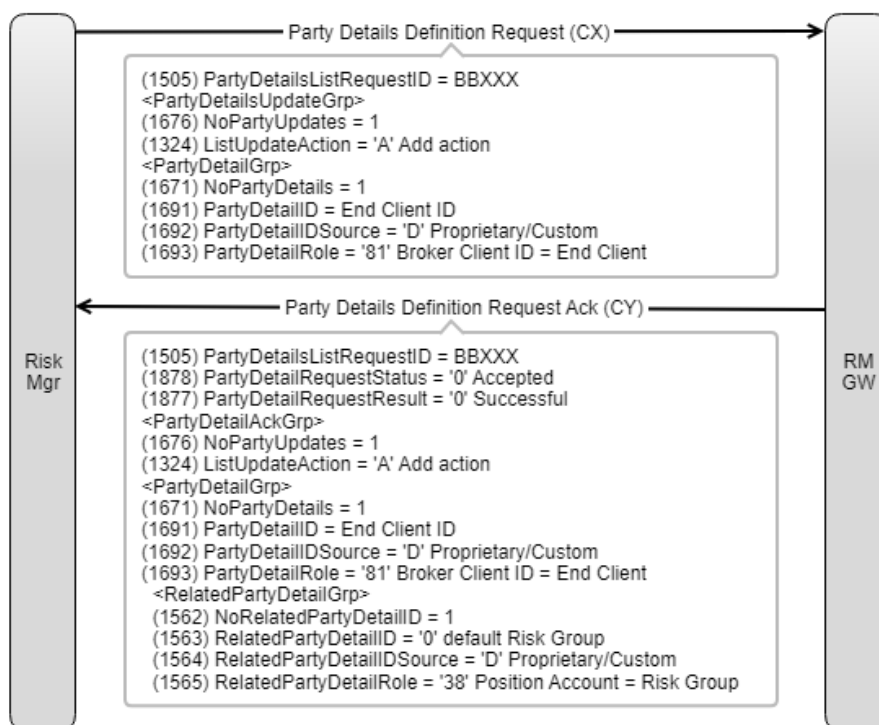 Party Details Definition Request (CX)
(1505) PartyDetailsListRequestID = BBXXX
<PartyDetailsUpdateGrp>
(1676) NoPartyUpdates = 1
(1324) ListUpdateAction = 'A' Add action
<PartyDetailGrp>
(1671) NoPartyDetails = 1
(1691) PartyDetailID = End Client ID
(1692) PartyDetailIDSource = 'D' Proprietary/Custom
(1693) PartyDetailRole = '81' Broker Client ID = End Client
Party Details Definition Request Ack (CY)
Risk
Mgr
(1505) PartyDetailsListRequestID = BBXXX
(1878) PartyDetailRequestStatus = '0' Accepted
(1877) PartyDetailRequestResult = '0' Successful
<PartyDetailAckGrp>
(1676) NoPartyUpdates = 1
(1324) ListUpdateAction = 'A' Add action
<PartyDetailGrp>
(1671) NoPartyDetails = 1
(1691) PartyDetailID = End Client ID
(1692) PartyDetailIDSource = 'D' Proprietary/Custom
(1693) PartyDetailRole = '81' Broker Client ID = End Client
<RelatedPartyDetailGrp>
(1562) NoRelatedPartyDetailID = 1
(1563) RelatedPartyDetailID = '0' default Risk Group
(1564) RelatedPartyDetailIDSource = 'D' Proprietary/Custom
(1565) RelatedPartyDetailRole = '38' Position Account = Risk Group
RM
GW